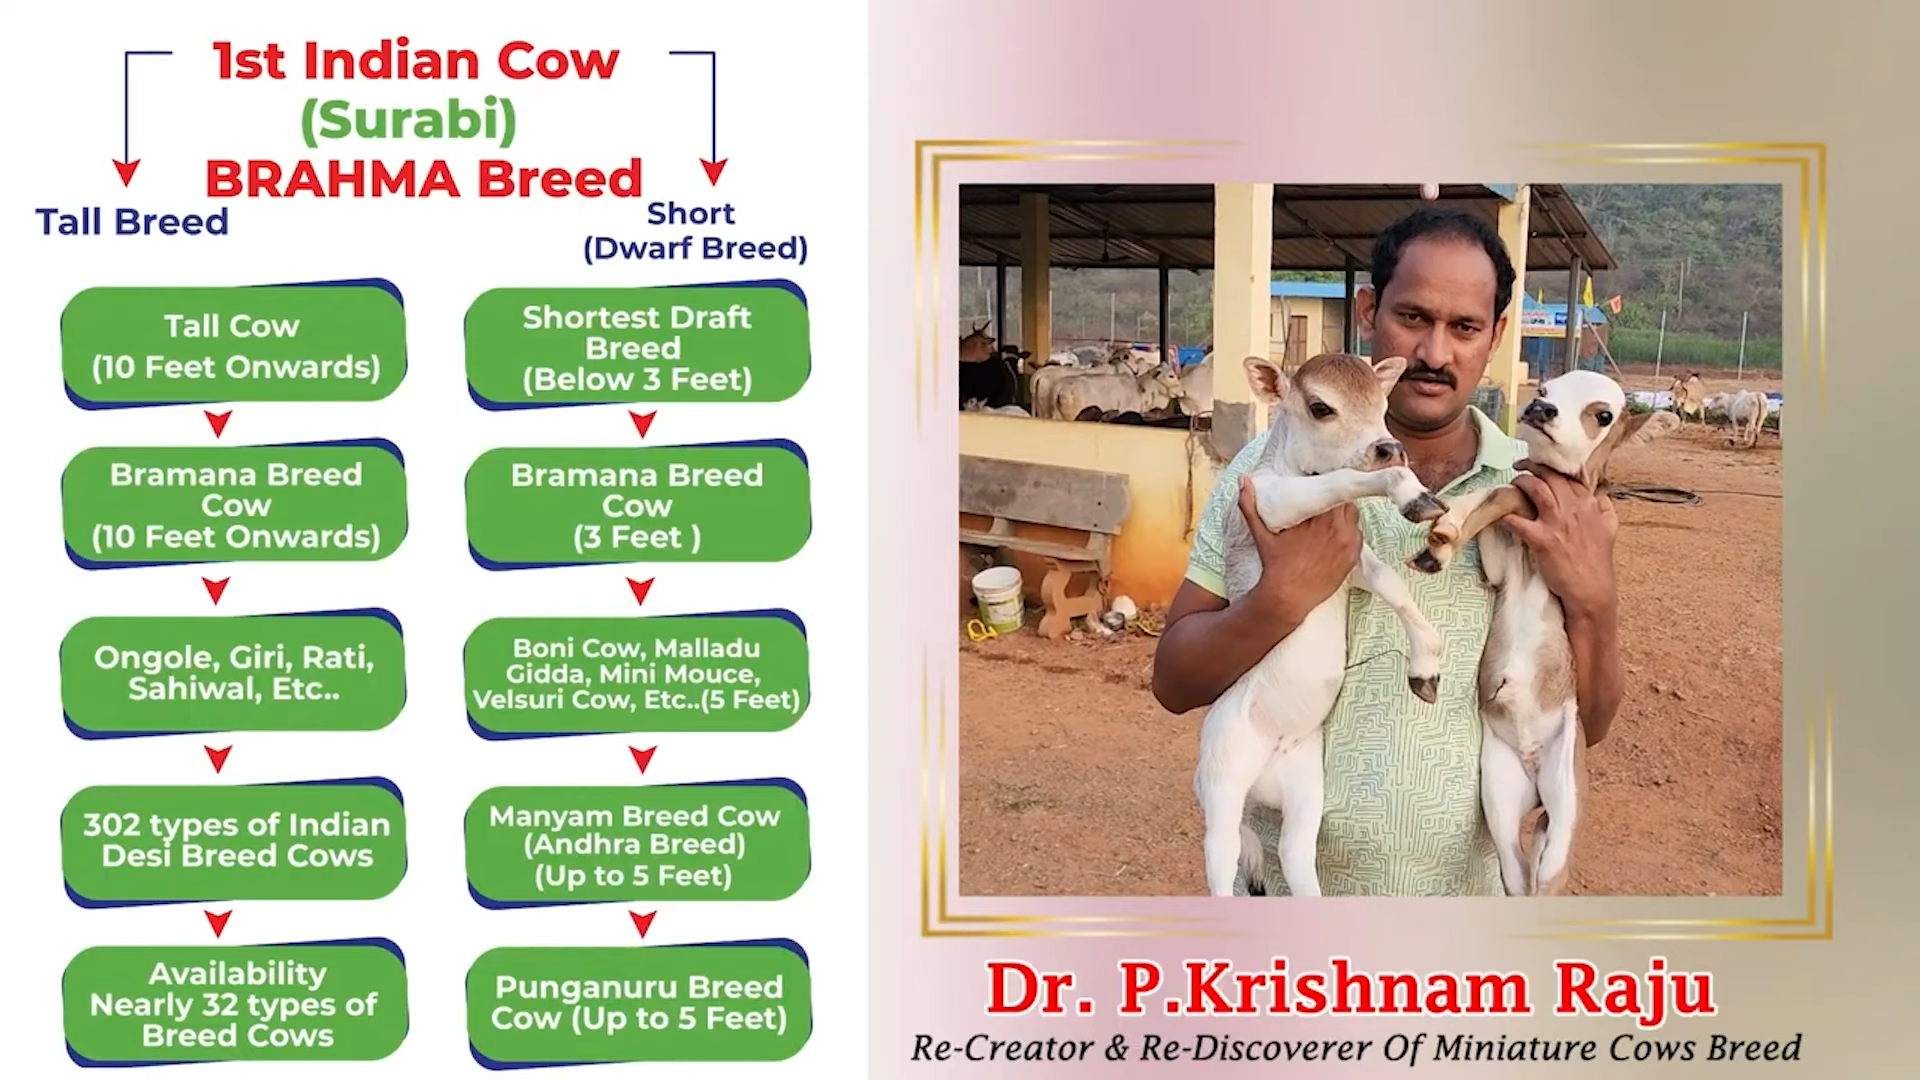 1st Indian Cow
(Surabi)
BRAHMA Breed
Tall Breed
Short
(Dwarf Breed)
Tall Cow
(10 Feet Onwards)
Bramana Breed
Cow
(10 Feet Onwards)
Ongole, Giri, Rati,
Sahiwal, Etc..
302 types of Indian
Desi Breed Cows
Availability
Nearly 32 types of
Breed Cows
Shortest Draft
Breed
(Below 3 Feet)
Bramana Breed
Cow
(3 Feet )
Boni Cow, Malladu
Gidda, Mini Mouce,
Velsuri Cow, Etc..(5 Feet)
Manyam Breed Cow
(Andhra Breed)
(Up to 5 Feet)
Punganuru Breed
Cow (Up to 5 Feet)
Dr. P.Krishnam Raju
Re-Creator & Re-Discoverer Of Miniature Cows Breed